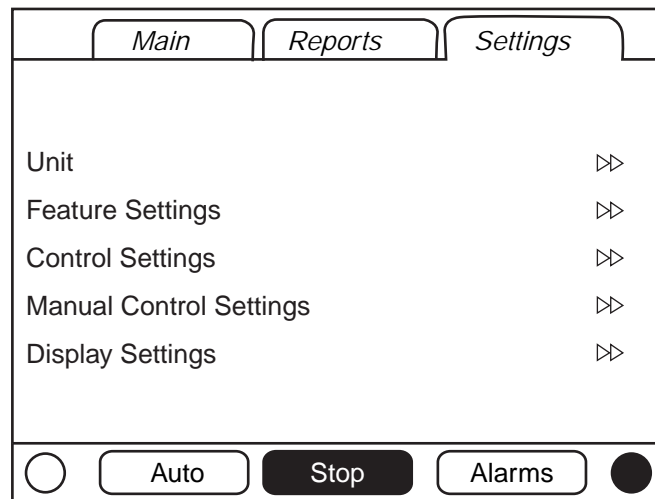 Main Reports Settings
Unit
Feature Settings
Control Settings
Manual Control Settings
Display Settings
Auto Stop Alarms